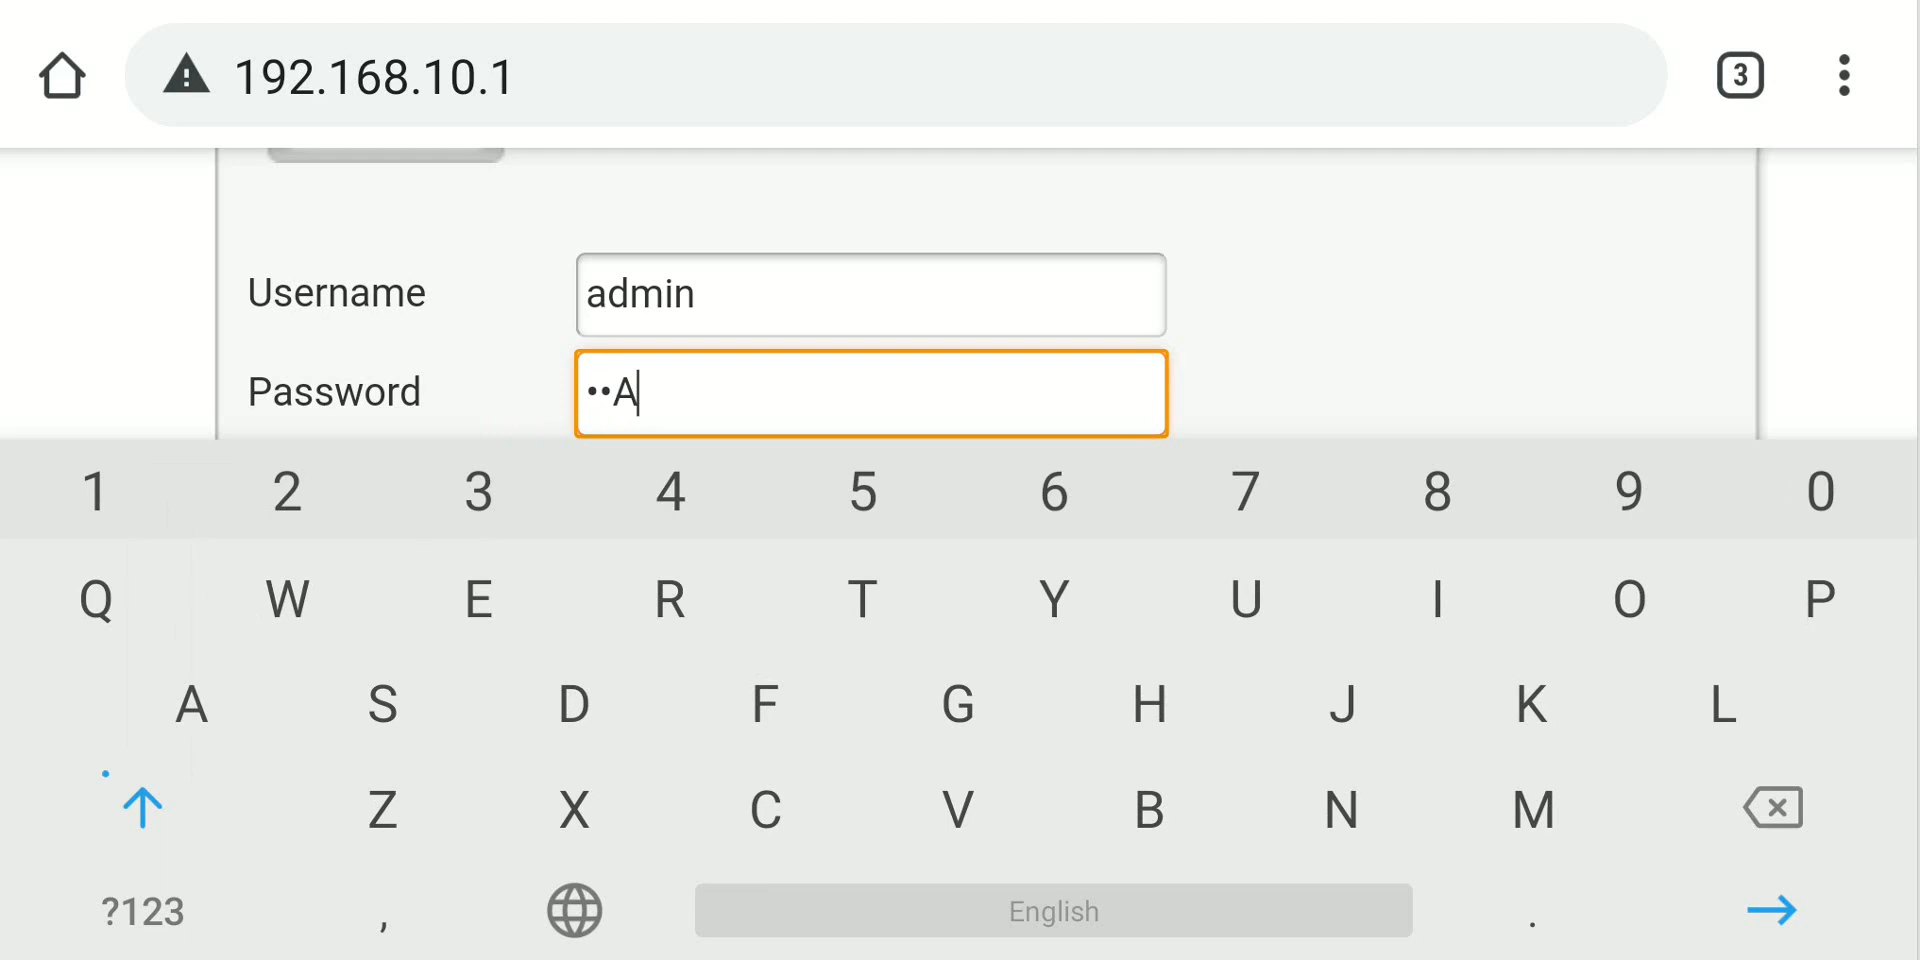 192.168.10.1
3
Username admin
Password ••A
1 2 3 4 5 6 7 8 9 0
Q W E R T Y U I O P
A S D F G H J K L
Z X C V B N M
?123 , English .